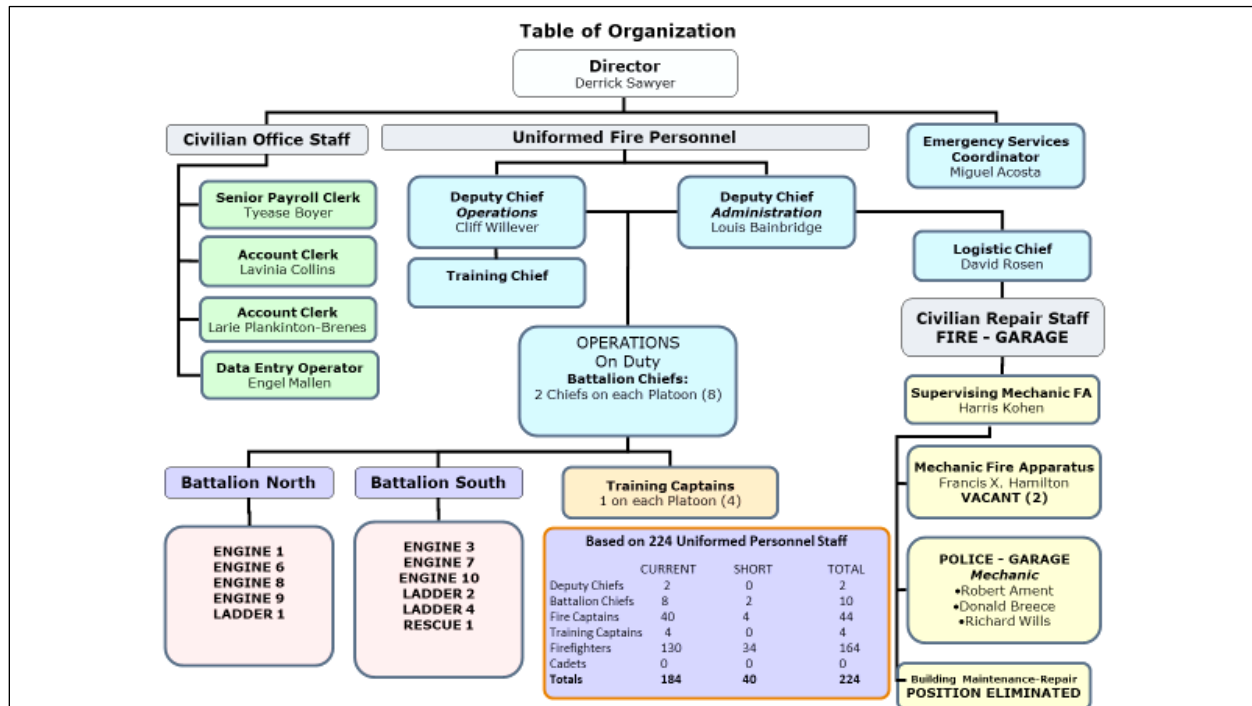 Table of Organization
Director
Derrick Sawyer
Civilian Office Staff
Uniformed Fire Personnel
Emergency Services
Coordinator
Miguel Acosta
Senior Payroll Clerk
Tyease Boyer
Account Clerk
Lavinia Collins
Account Clerk
Larie Plankinton-Brenes
Data Entry Operator
Engel Mallen
Deputy Chief
Operations
Cliff Willever
Training Chief
Deputy Chief
Administration
Louis Bainbridge
Logistic Chief
David Rosen
Civilian Repair Staff
FIRE - GARAGE
OPERATIONS
On Duty
Battalion Chiefs:
2 Chiefs on each Platoon (8)
Supervising Mechanic FA
Harris Kohen
Battalion North
Battalion South
Training Captains
1 on each Platoon (4)
Mechanic Fire Apparatus
Francis X. Hamilton
VACANT (2)
ENGINE 1
ENGINE 6
ENGINE 8
ENGINE 9
LADDER 1
ENGINE 3
ENGINE 7
ENGINE 10
LADDER 2
LADDER 4
RESCUE 1
Based on 224 Uniformed Personnel Staff
CURRENT SHORT TOTAL
Deputy Chiefs 2 0 2
Battalion Chiefs 8 2 10
Fire Captains 40 4 44
Training Captains 4 0 4
Firefighters 130 34 164
Cadets 0 0 0
Totals 184 40 224
POLICE - GARAGE
Mechanic
•Robert Ament
•Donald Breece
•Richard Wills
Building Maintenance-Repair
POSITION ELIMINATED